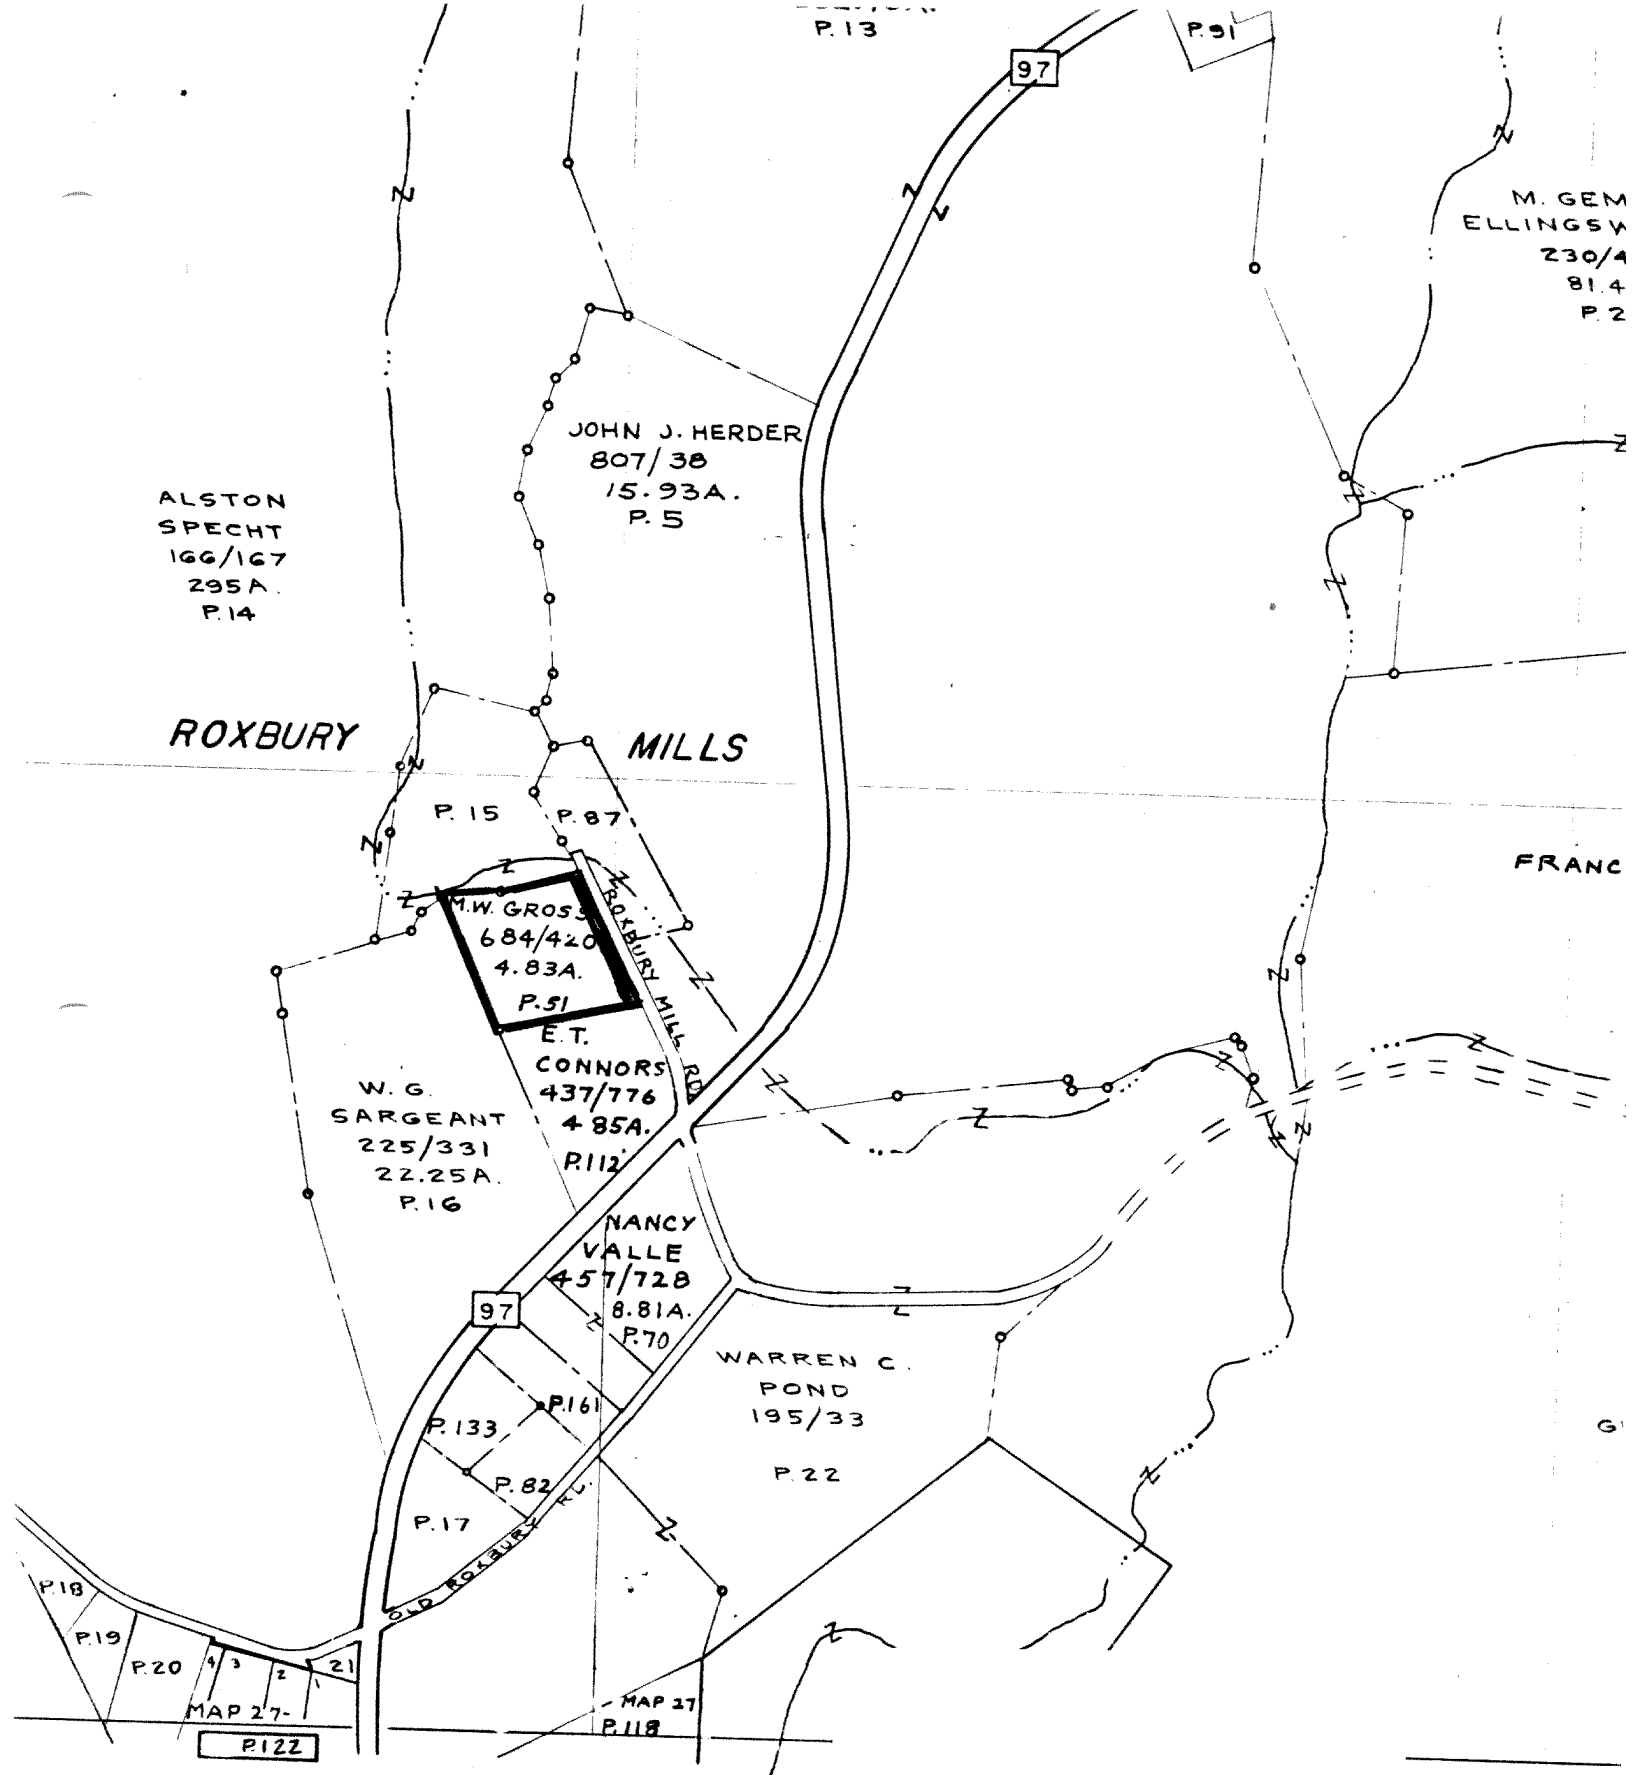 P. 13
P. 91
97
M. GEM
ELLINGSW
230/4
81.4
P. 2
JOHN J. HERDER
807/38
15.93A.
P. 5
ALSTON
SPECHT
166/167
295A.
P. 14
ROXBURY MILLS
P. 15
P. 87
FRANC
M.W. GROSS
684/420
4.83A.
P. 51
ROXBURY MILL RD
E.T.
CONNORS
437/776
4.85A.
P.112
W. G.
SARGEANT
225/331
22.25A.
P. 16
NANCY
VALLE
457/728
8.81A.
P.70
97
WARREN C.
POND
195/33
P. 22
P.161
P. 133
P. 82
P. 17
OLD ROXBURY
P.18
P.19
P. 20
4
3
2
1
21
MAP 27-
P.122
MAP 27
P.118